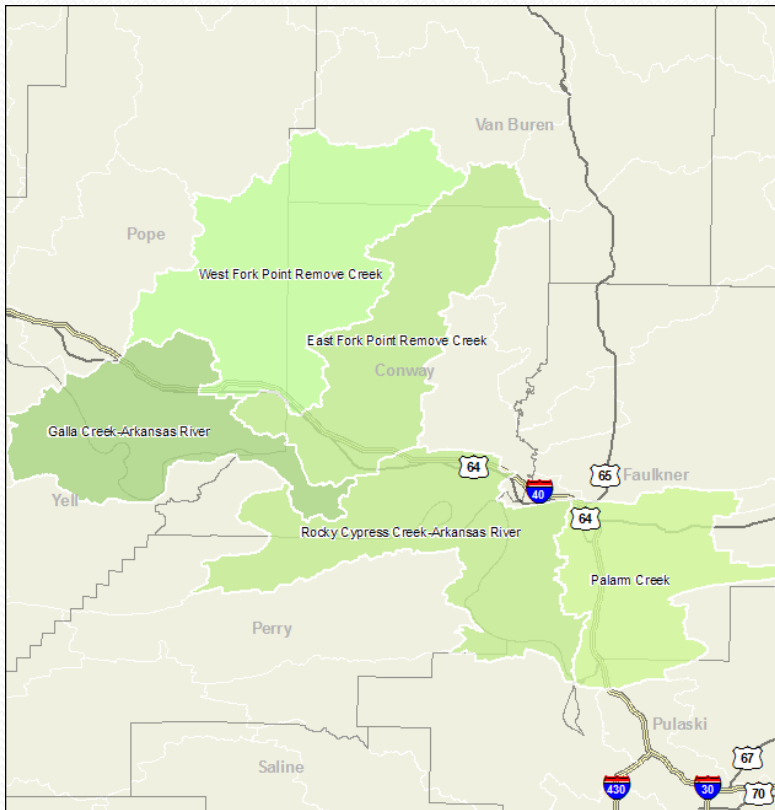 Van Buren
Pope
West Fork Point Remove Creek
East Fork Point Remove Creek
Conway
Galla Creek-Arkansas River
64
65
Faulkner
Yell
40
64
Rocky Cypress Creek-Arkansas River
Palarm Creek
Perry
Pulaski
Saline
67
430
30
70